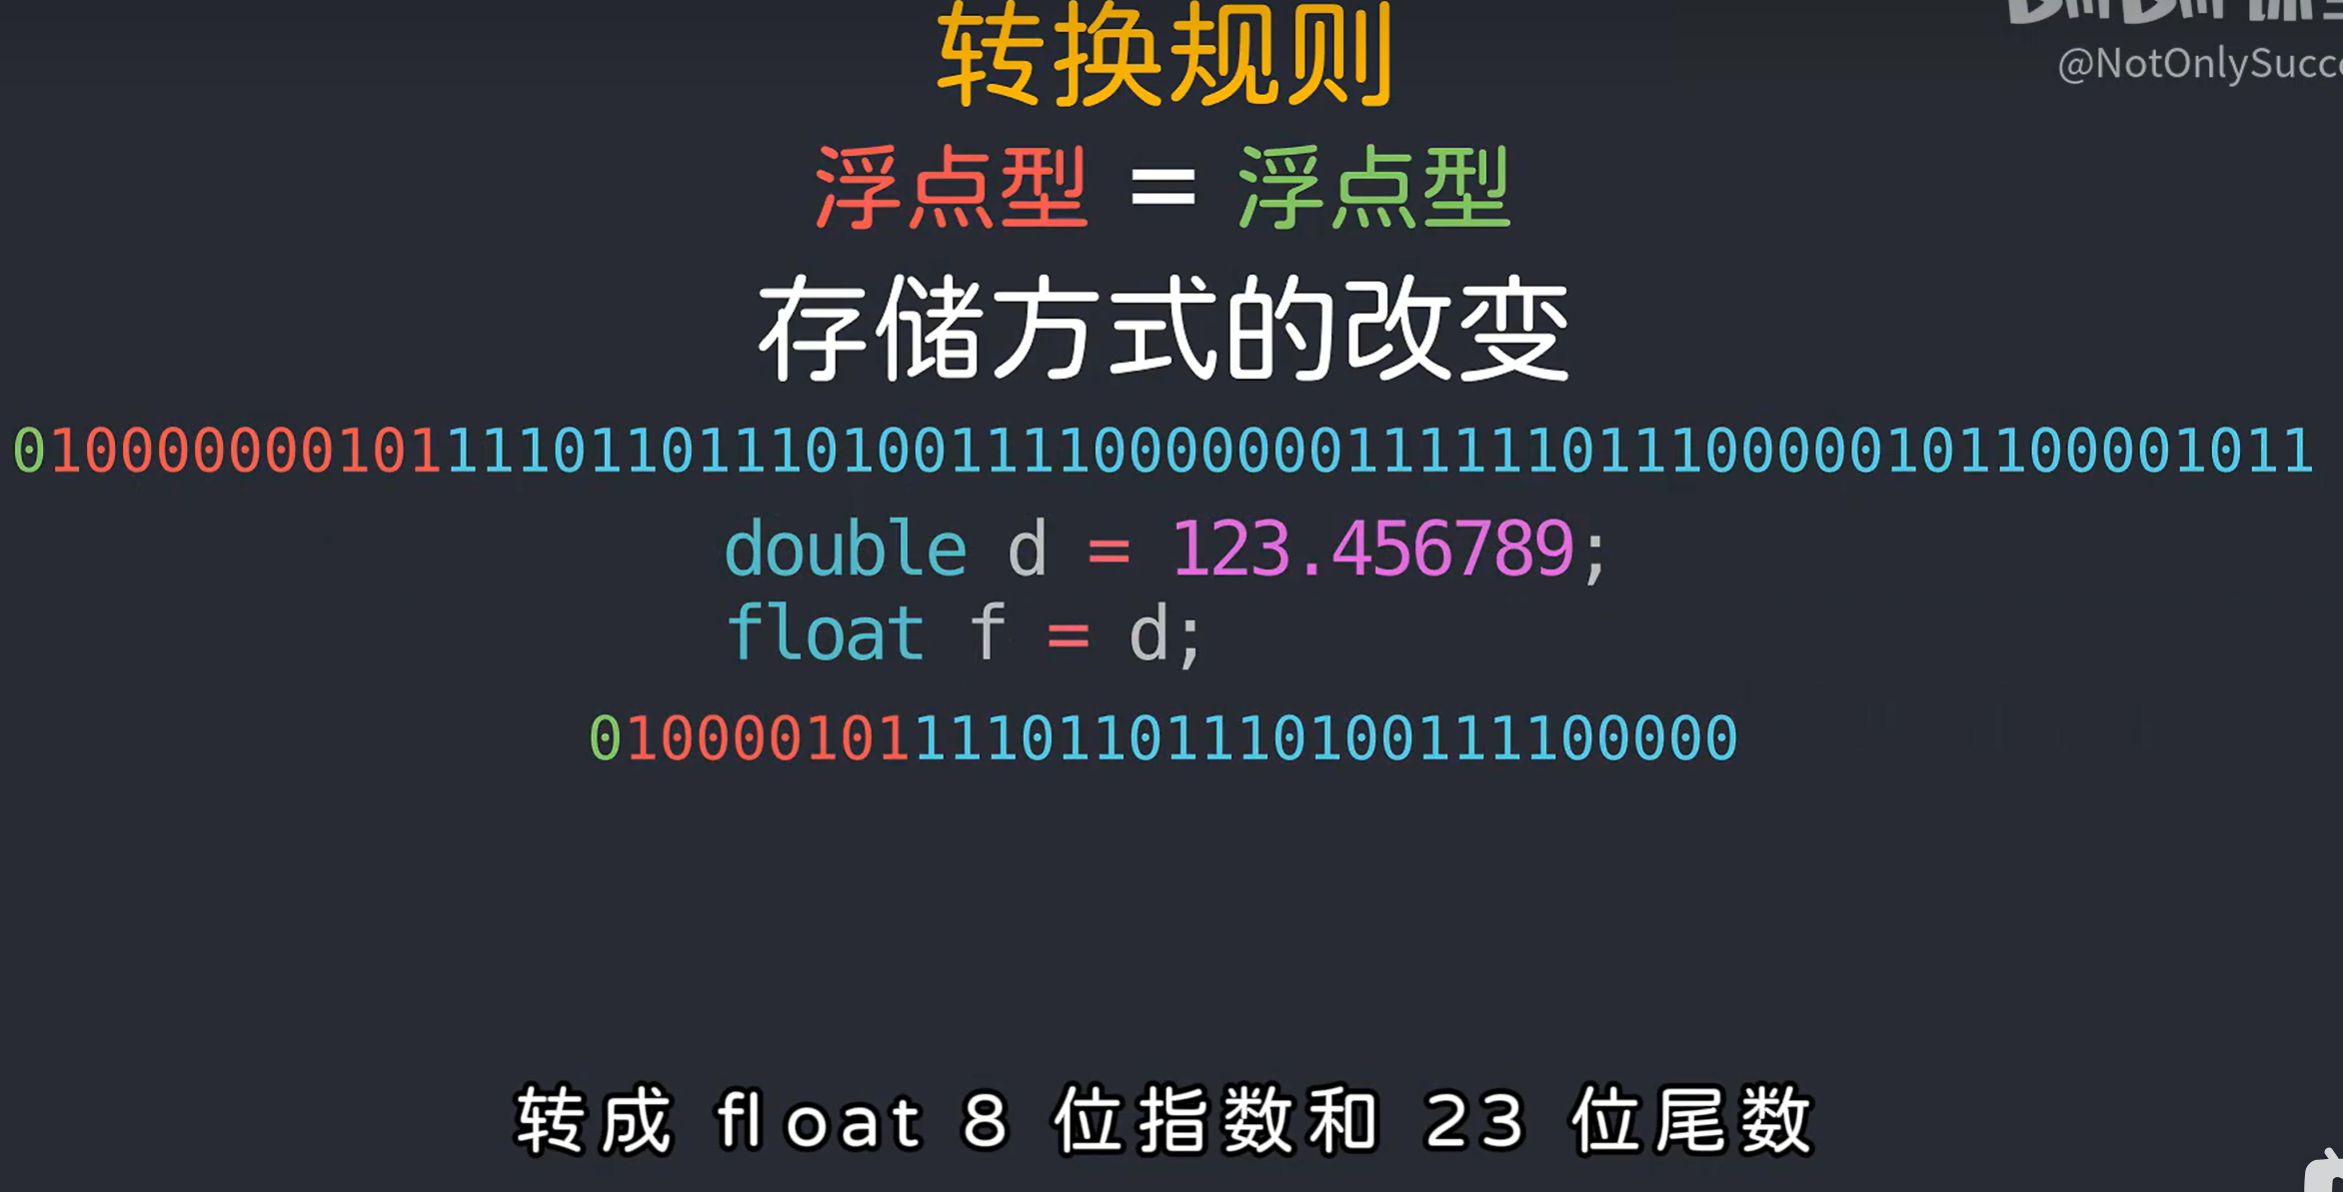 转换规则
@NotOnlySucc
浮点型 = 浮点型
存储方式的改变
0100000001011110110111010011110000000111111011100000101100001011
double d = 123.456789;
float f = d;
01000010111101101110100111100000
转成 float 8 位指数和 23 位尾数